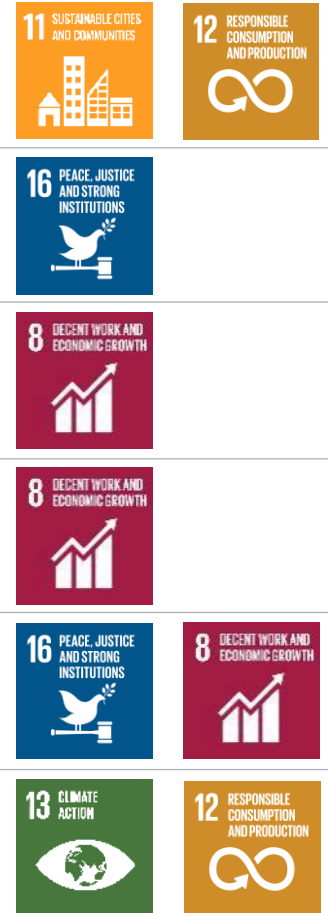 11 SUSTAINABLE CITIES
AND COMMUNITIES
12 RESPONSIBLE
CONSUMPTION
AND PRODUCTION
16 PEACE, JUSTICE
AND STRONG
INSTITUTIONS
8 DECENT WORK AND
ECONOMIC GROWTH
8 DECENT WORK AND
ECONOMIC GROWTH
16 PEACE, JUSTICE
AND STRONG
INSTITUTIONS
8 DECENT WORK AND
ECONOMIC GROWTH
13 CLIMATE
ACTION
12 RESPONSIBLE
CONSUMPTION
AND PRODUCTION